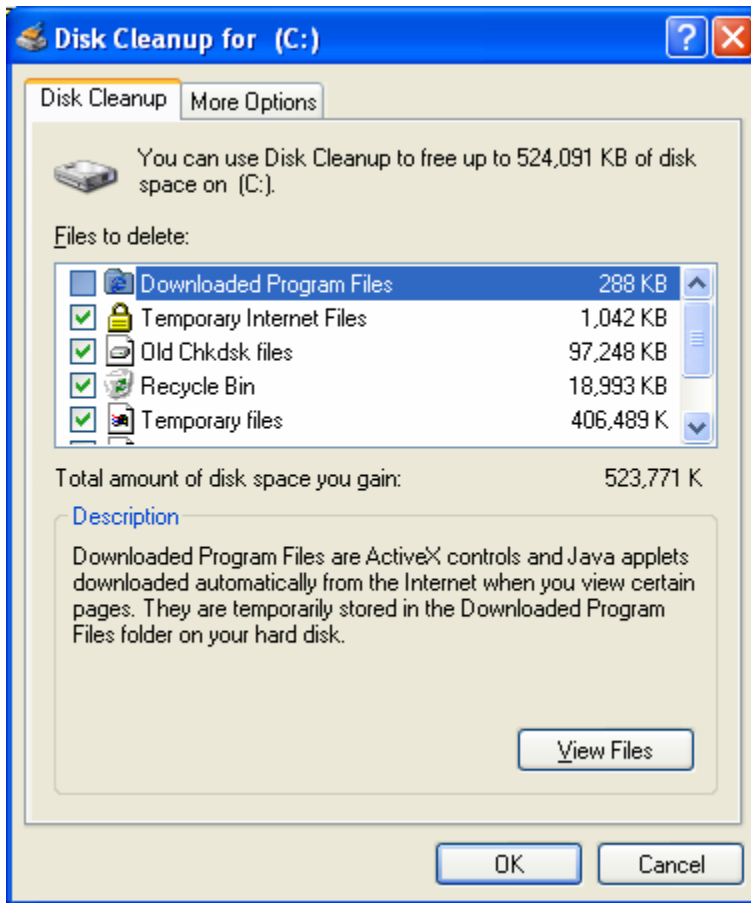 Disk Cleanup for (C:)
Disk Cleanup
More Options
You can use Disk Cleanup to free up to 524,091 KB of disk
space on (C:).
Files to delete:
Downloaded Program Files 288 KB
Temporary Internet Files 1,042 KB
Old Chkdsk files 97,248 KB
Recycle Bin 18,993 KB
Temporary files 406,489 K
Total amount of disk space you gain: 523,771 K
Description
Downloaded Program Files are ActiveX controls and Java applets
downloaded automatically from the Internet when you view certain
pages. They are temporarily stored in the Downloaded Program
Files folder on your hard disk.
View Files
OK
Cancel